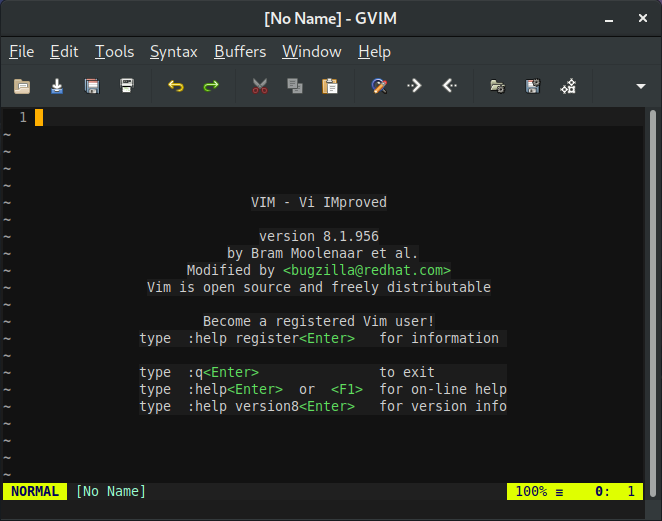 [No Name] - GVIM
File Edit Tools Syntax Buffers Window Help
1
~
~
~
~
~ VIM - Vi IMproved
~
~ version 8.1.956
~ by Bram Moolenaar et al.
~ Modified by <bugzilla@redhat.com>
~ Vim is open source and freely distributable
~
~ Become a registered Vim user!
~ type :help register<Enter> for information
~
~ type :q<Enter> to exit
~ type :help<Enter> or <F1> for on-line help
~ type :help version8<Enter> for version info
~
~
~
~
NORMAL [No Name] 100% ≡ 0: 1